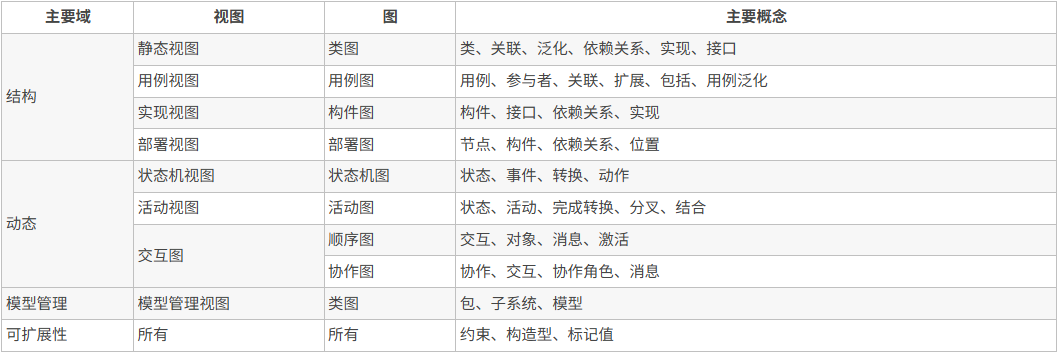 主要域 视图 图 主要概念
结构 静态视图 类图 类、关联、泛化、依赖关系、实现、接口
用例视图 用例图 用例、参与者、关联、扩展、包括、用例泛化
实现视图 构件图 构件、接口、依赖关系、实现
部署视图 部署图 节点、构件、依赖关系、位置
动态 状态机视图 状态机图 状态、事件、转换、动作
活动视图 活动图 状态、活动、完成转换、分叉、结合
交互图 顺序图 交互、对象、消息、激活
协作图 协作、交互、协作角色、消息
模型管理 模型管理视图 类图 包、子系统、模型
可扩展性 所有 所有 约束、构造型、标记值